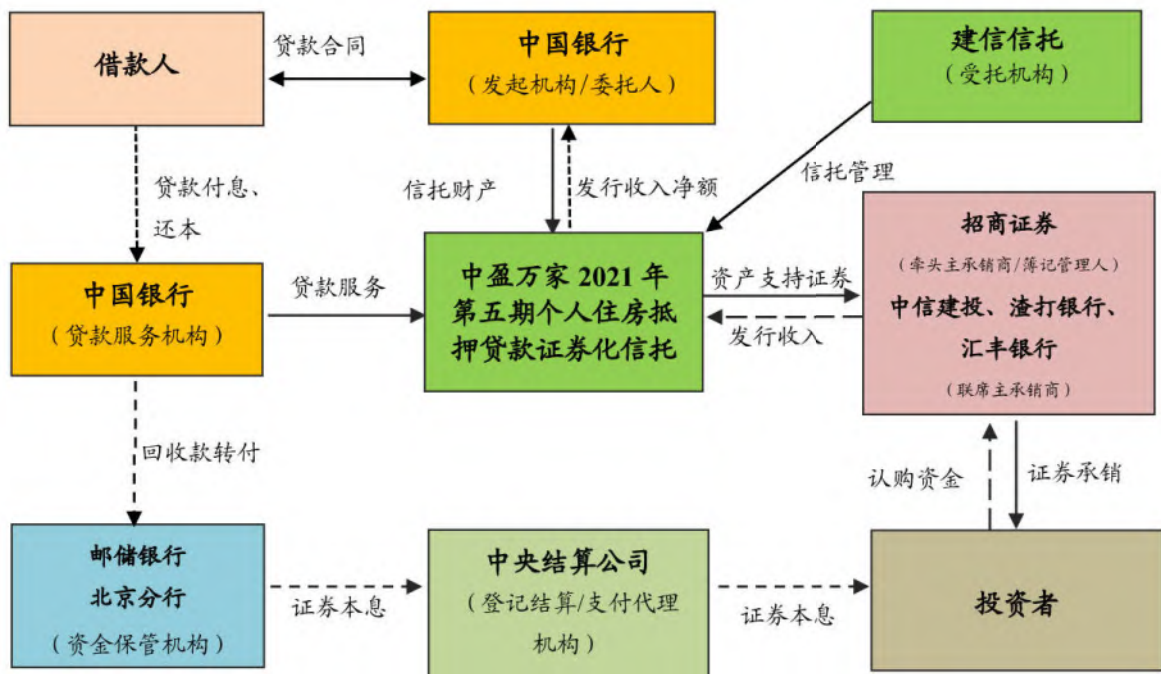 借款人
贷款合同
中国银行
（发起机构/委托人）
建信信托
（受托机构）
贷款付息、
还本
信托财产
发行收入净额
信托管理
中国银行
（贷款服务机构）
贷款服务
中盈万家 2021 年
第五期个人住房抵
押贷款证券化信托
资产支持证券
发行收入
招商证券
（牵头主承销商/簿记管理人）
中信建投、渣打银行、
汇丰银行
（联席主承销商）
回收款转付
认购资金
证券承销
邮储银行
北京分行
（资金保管机构）
证券本息
中央结算公司
（登记结算/支付代理
机构）
证券本息
投资者